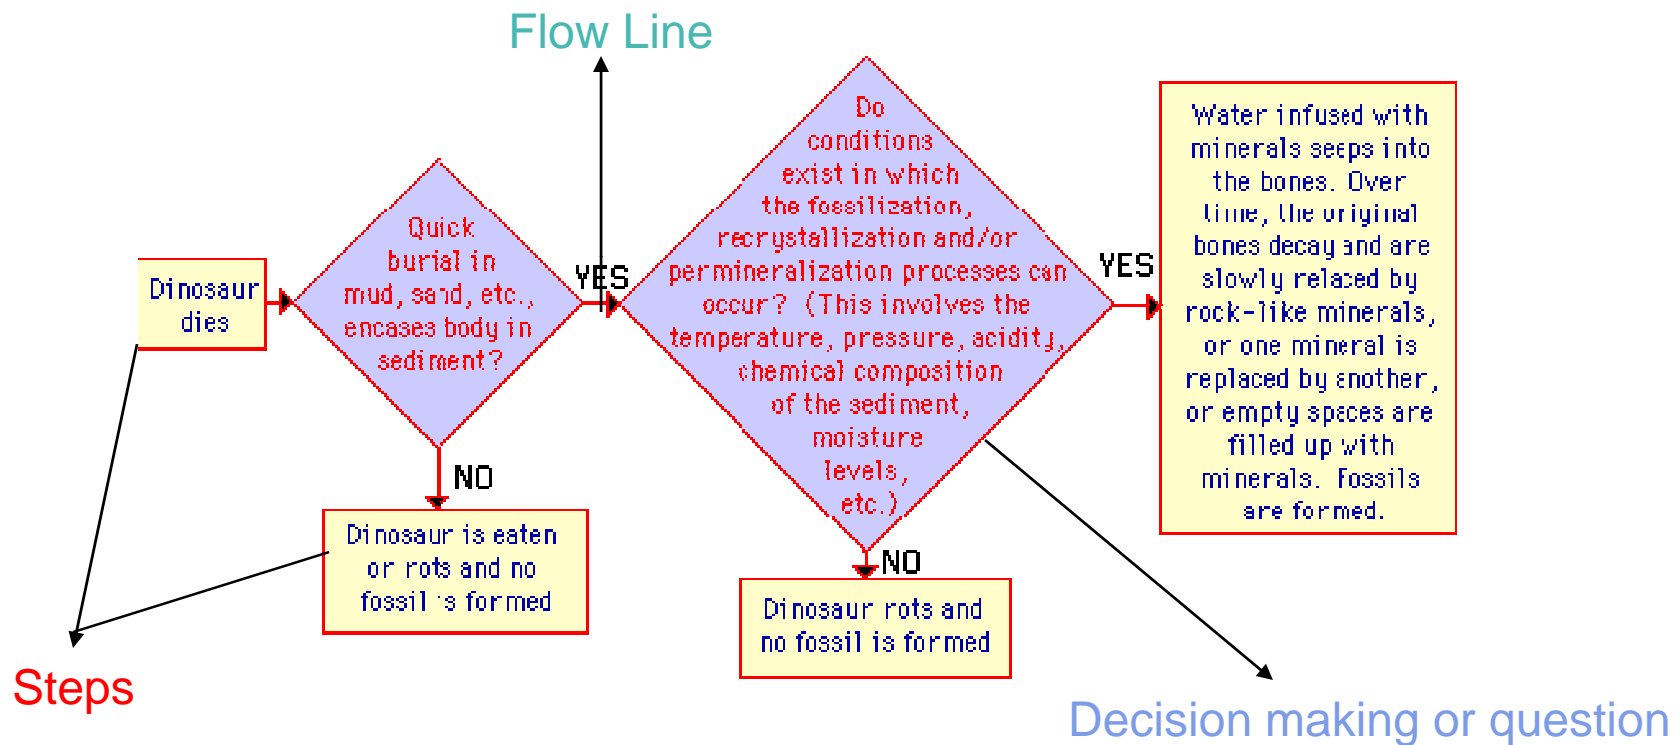 Flow Line
Dinosaur
dies
Quick
burial in
mud, sand, etc.,
encases body in
sediment?
YES
NO
Dinosaur is eaten
or rots and no
fossil is formed
Do
conditions
exist in which
the fossilization,
recrystallization and/or
permineralization processes can
occur? (This involves the
temperature, pressure, acidity,
chemical composition
of the sediment,
moisture
levels,
etc.)
YES
NO
Dinosaur rots and
no fossil is formed
Water infused with
minerals seeps into
the bones. Over
time, the original
bones decay and are
slowly relaced by
rock-like minerals,
or one mineral is
replaced by another,
or empty spaces are
filled up with
minerals. Fossils
are formed.
Steps
Decision making or question